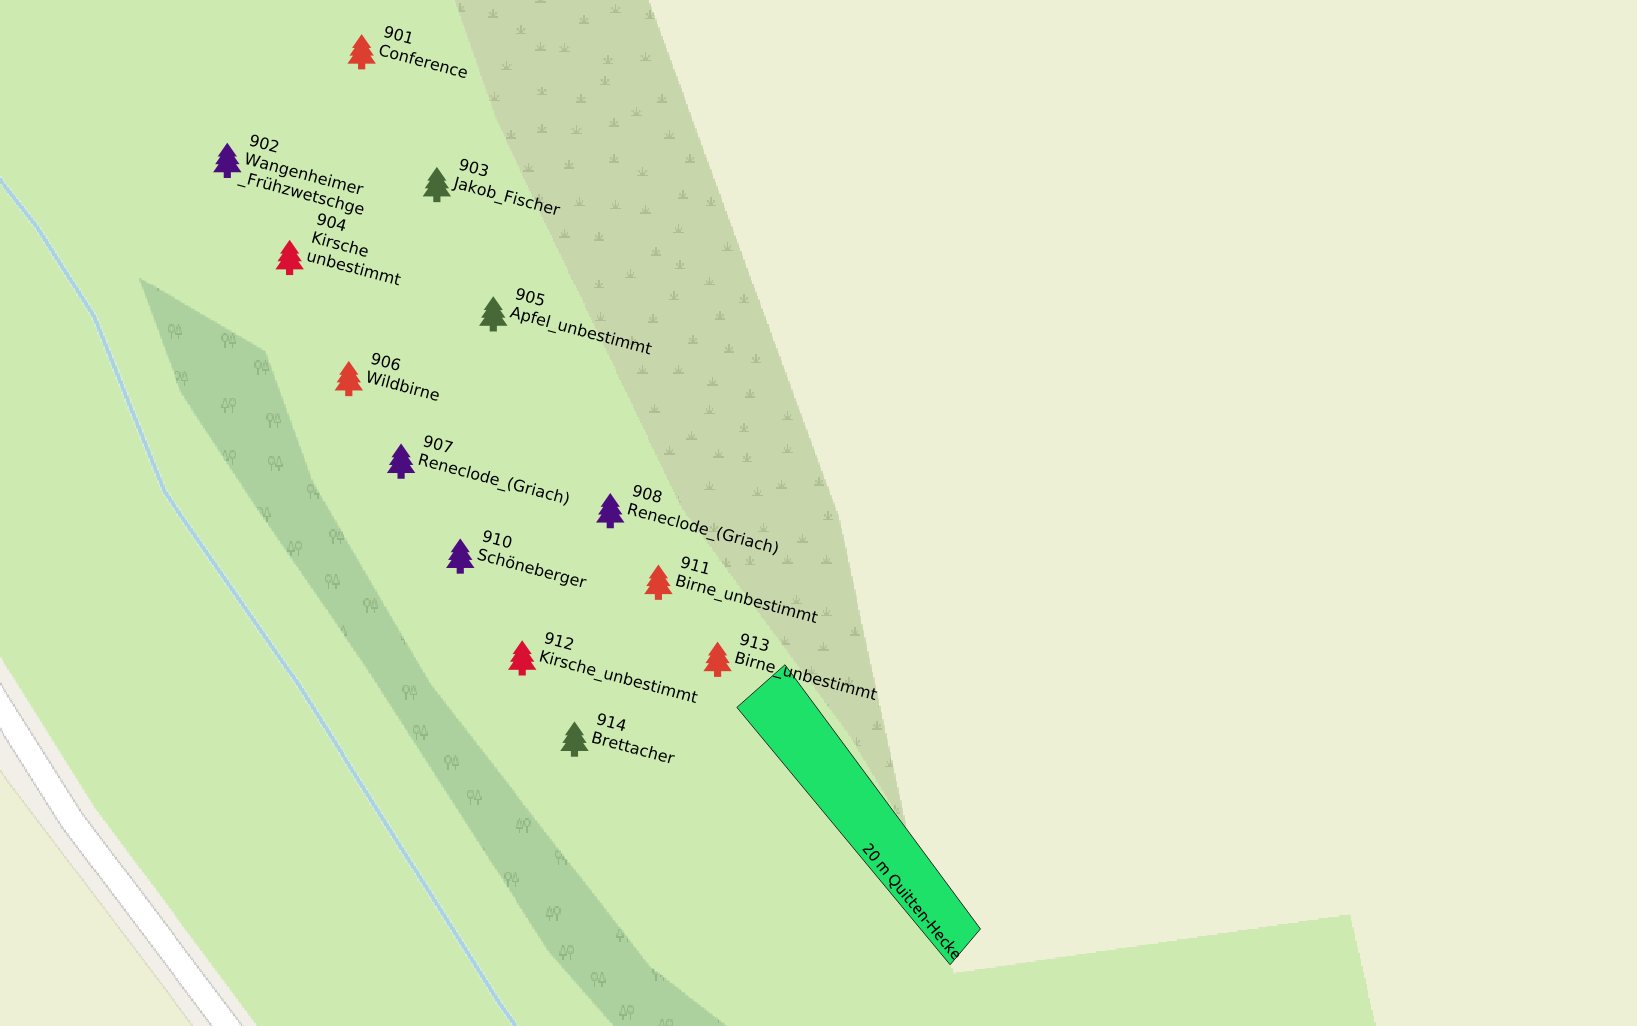 901
Conference
902
Wangenheimer
_Frühzwetschge
903
Jakob_Fischer
904
Kirsche
unbestimmt
905
Apfel_unbestimmt
906
Wildbirne
907
Reneclode_(Griach)
908
Reneclode_(Griach)
910
Schöneberger
911
Birne_unbestimmt
912
Kirsche_unbestimmt
913
Birne_unbestimmt
914
Brettacher
20 m Quitten-Hecke